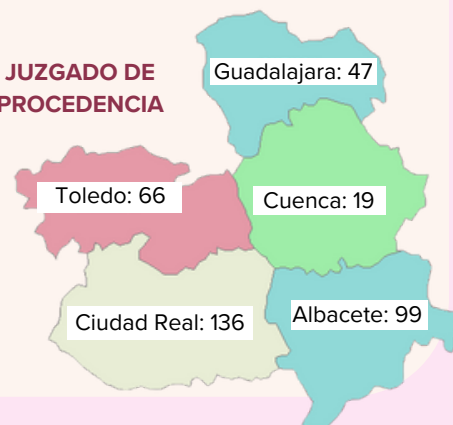 JUZGADO DE
PROCEDENCIA
Guadalajara: 47
Toledo: 66
Cuenca: 19
Ciudad Real: 136
Albacete: 99